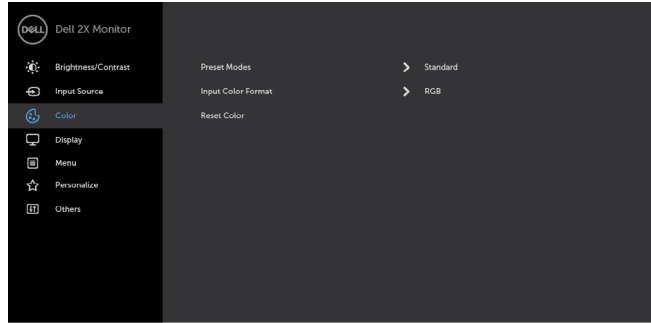 DELL
Dell 2X Monitor
Brightness/Contrast
Preset Modes
Standard
Input Source
Input Color Format
RGB
Color
Reset Color
Display
Menu
Personalize
Others